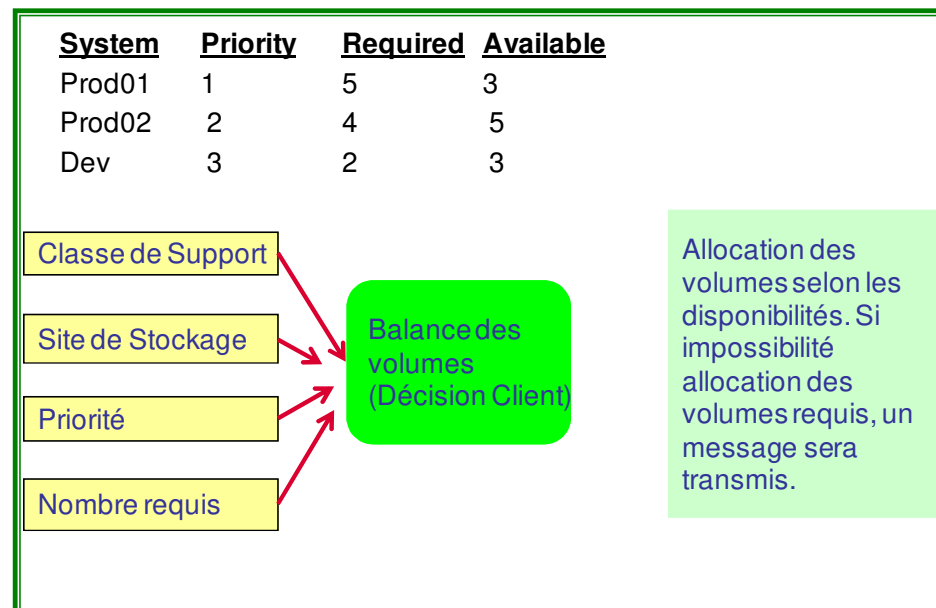 System Priority Required Available
Prod01 1 5 3
Prod02 2 4 5
Dev 3 2 3
Classe de Support
Site de Stockage
Priorité
Nombre requis
Balance des
volumes
(Décision Client)
Allocation des
volumes selon les
disponibilités. Si
impossibilité
allocation des
volumes requis, un
message sera
transmis.